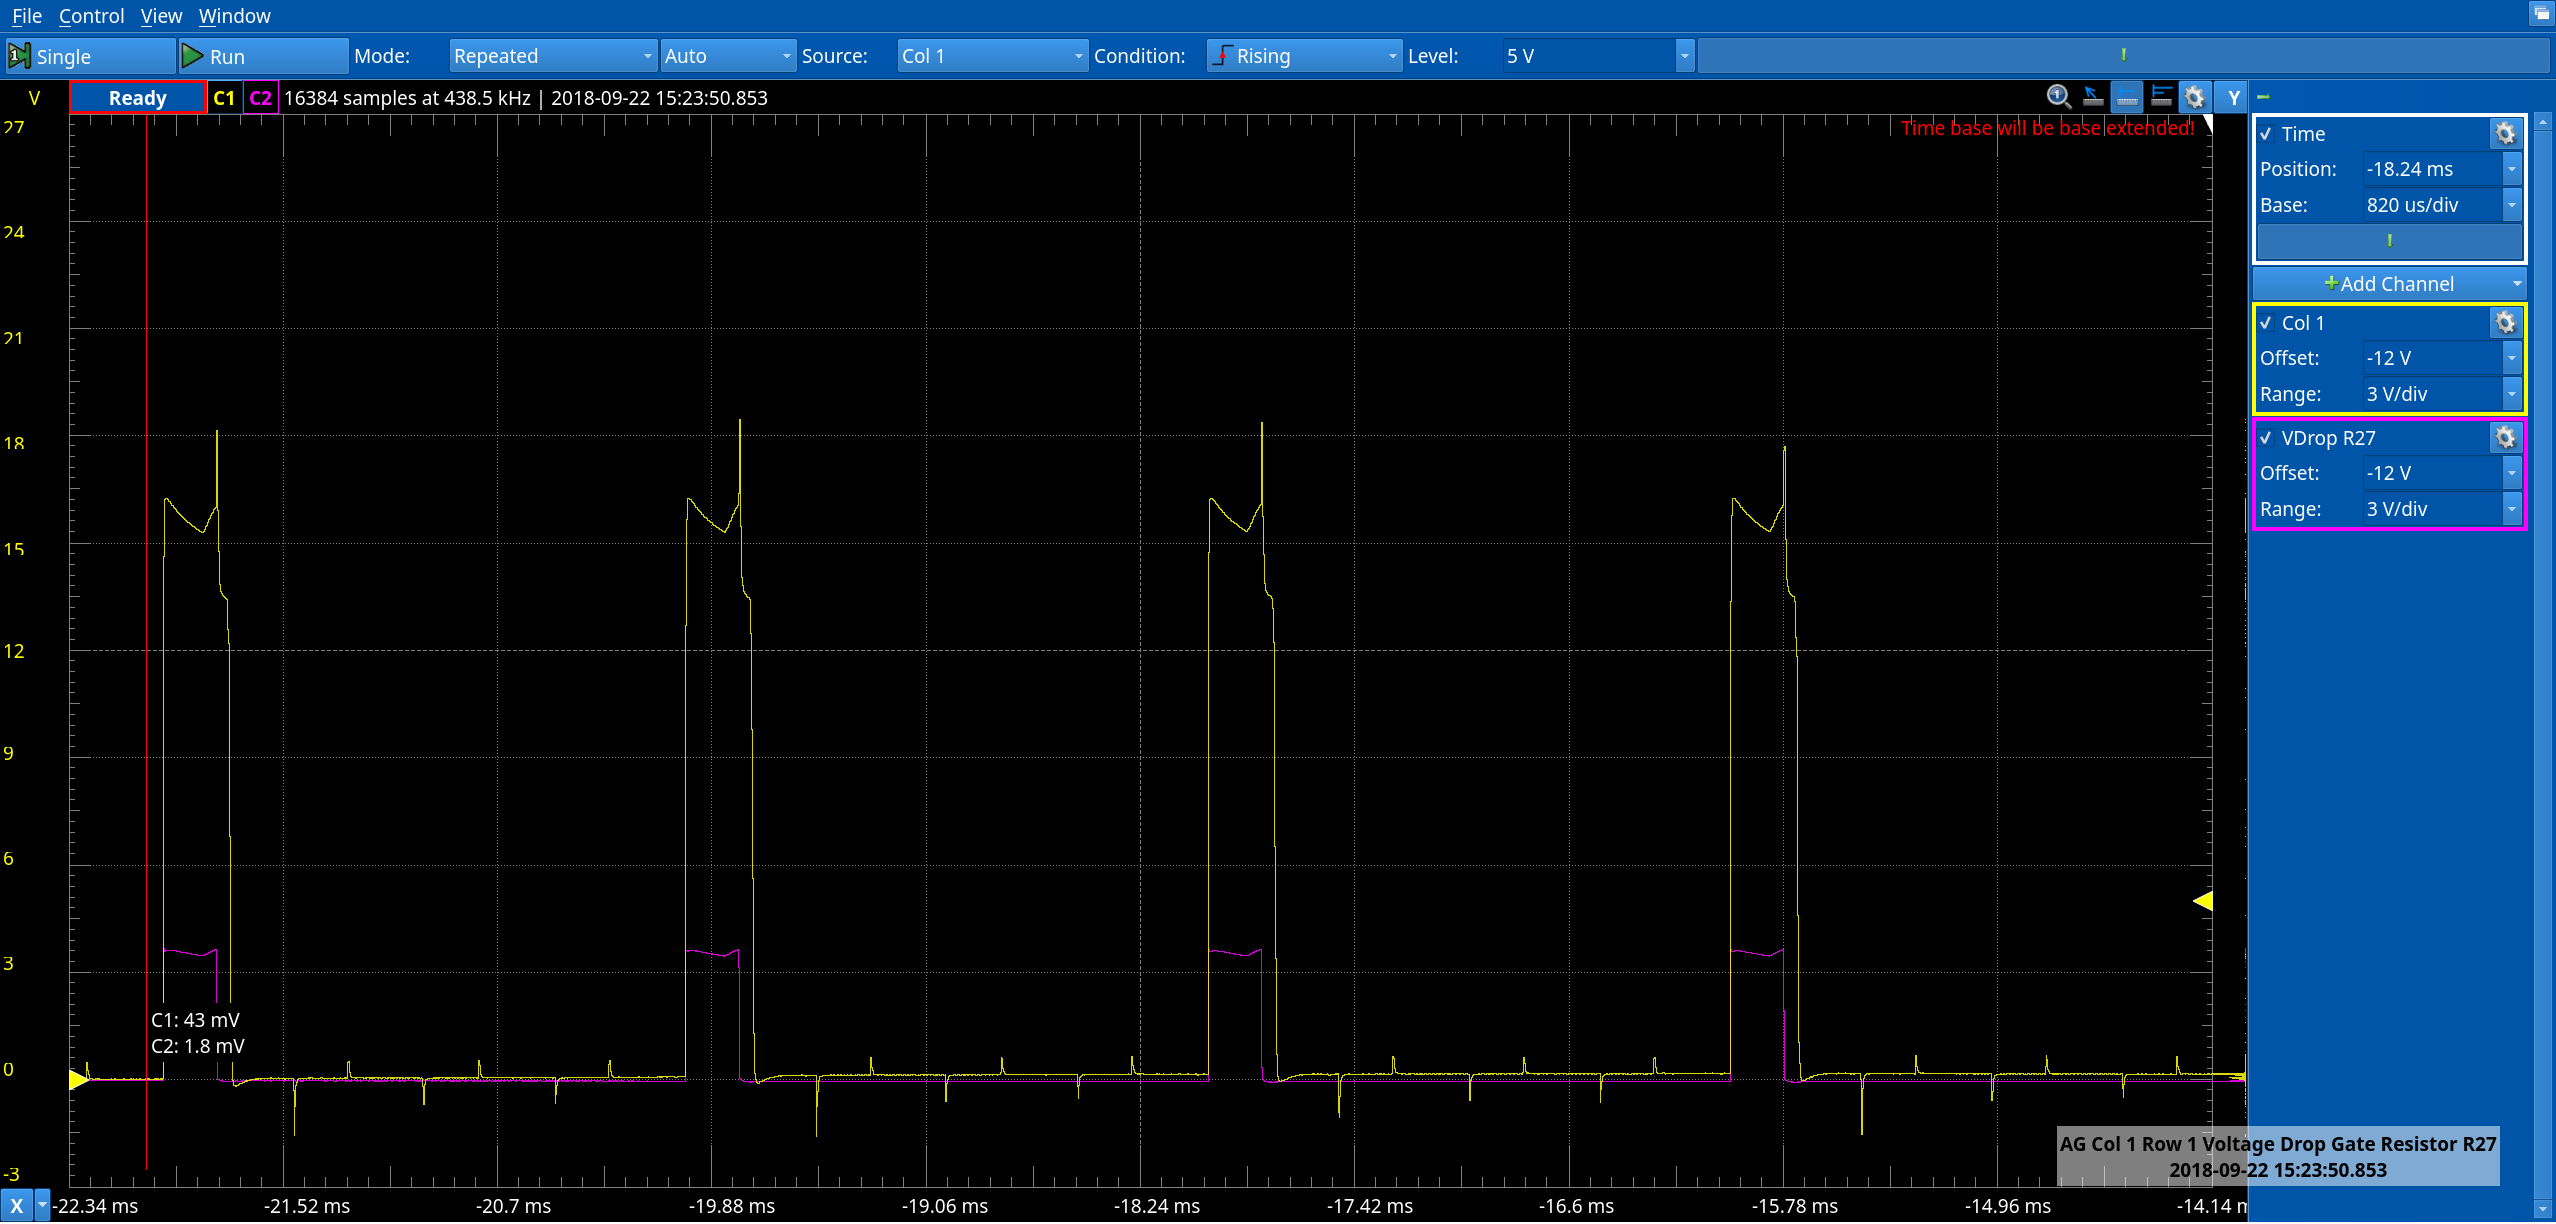 File Control View Window
Single Run Mode: Repeated Auto Source: Col 1 Condition: Rising Level: 5 V
V Ready C1 C2 16384 samples at 438.5 kHz | 2018-09-22 15:23:50.853 Y
Time base will be base extended!
27
24
21
18
15
12
9
6
3
0
-3
C1: 43 mV
C2: 1.8 mV
AG Col 1 Row 1 Voltage Drop Gate Resistor R27
2018-09-22 15:23:50.853
X -22.34 ms -21.52 ms -20.7 ms -19.88 ms -19.06 ms -18.24 ms -17.42 ms -16.6 ms -15.78 ms -14.96 ms -14.14 m
Time
Position: -18.24 ms
Base: 820 us/div
Add Channel
Col 1
Offset: -12 V
Range: 3 V/div
VDrop R27
Offset: -12 V
Range: 3 V/div